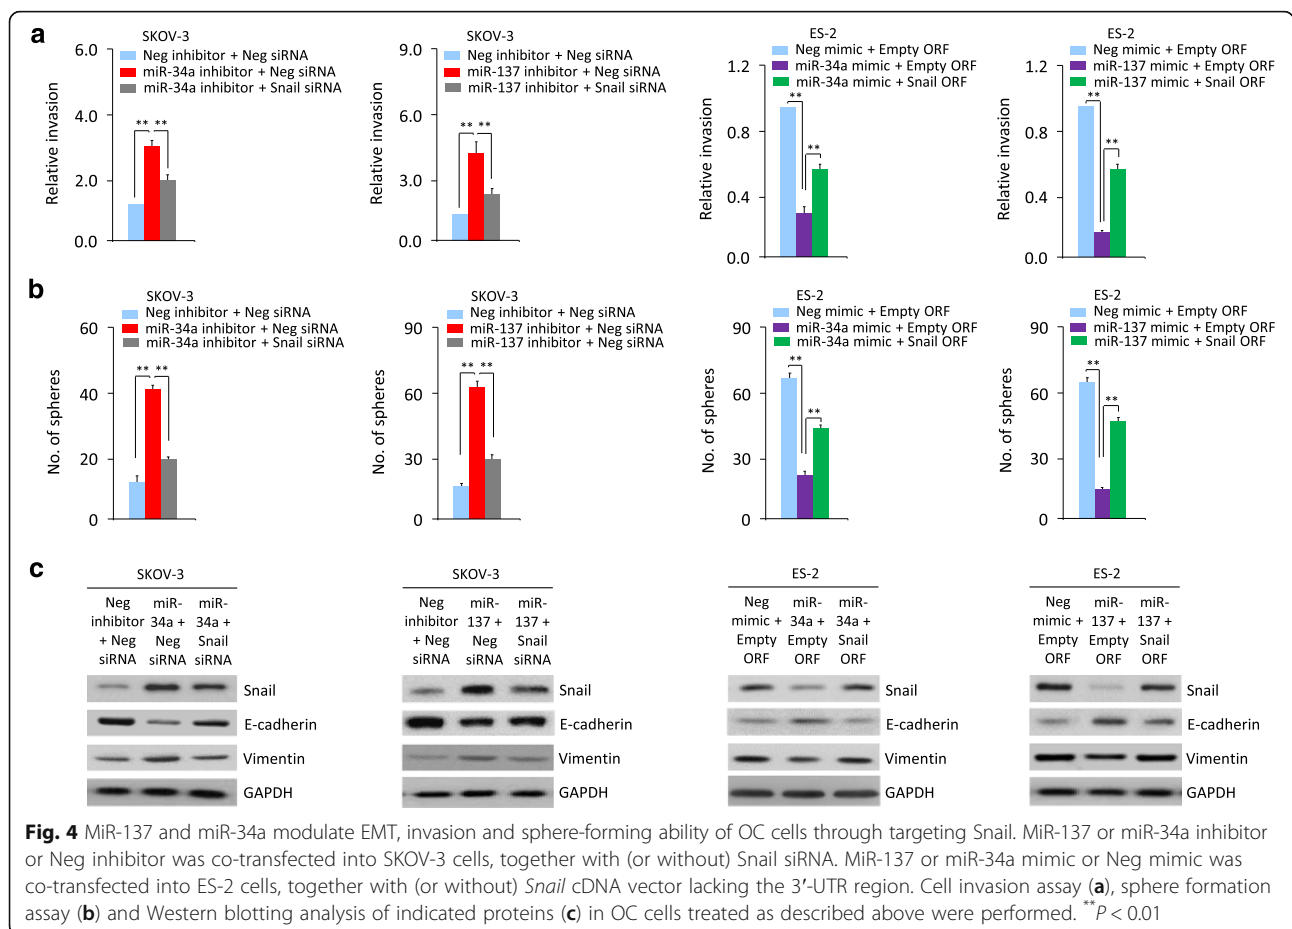 a
SKOV-3
Neg inhibitor + Neg siRNA
miR-34a inhibitor + Neg siRNA
miR-34a inhibitor + Snail siRNA
Relative invasion
6.0
4.0
2.0
0.0
** **
SKOV-3
Neg inhibitor + Neg siRNA
miR-137 inhibitor + Neg siRNA
miR-137 inhibitor + Snail siRNA
Relative invasion
9.0
6.0
3.0
0.0
** **
ES-2
Neg mimic + Empty ORF
miR-34a mimic + Empty ORF
miR-34a mimic + Snail ORF
Relative invasion
1.2
0.8
0.4
0.0
**
**
ES-2
Neg mimic + Empty ORF
miR-137 mimic + Empty ORF
miR-137 mimic + Snail ORF
Relative invasion
1.2
0.8
0.4
0.0
**
**
b
SKOV-3
Neg inhibitor + Neg siRNA
miR-34a inhibitor + Neg siRNA
miR-34a inhibitor + Snail siRNA
No. of spheres
60
40
20
0
** **
SKOV-3
Neg inhibitor + Neg siRNA
miR-137 inhibitor + Neg siRNA
miR-137 inhibitor + Neg siRNA
No. of spheres
90
60
30
0
** **
ES-2
Neg mimic + Empty ORF
miR-34a mimic + Empty ORF
miR-34a mimic + Snail ORF
No. of spheres
90
60
30
0
**
**
ES-2
Neg mimic + Empty ORF
miR-137 mimic + Empty ORF
miR-137 mimic + Snail ORF
No. of spheres
90
60
30
0
**
**
c
SKOV-3
Neg inhibitor + Neg siRNA
miR-34a + Neg siRNA
miR-34a + Snail siRNA
Snail
E-cadherin
Vimentin
GAPDH
SKOV-3
Neg inhibitor + Neg siRNA
miR-137 + Neg siRNA
miR-137 + Snail siRNA
Snail
E-cadherin
Vimentin
GAPDH
ES-2
Neg mimic + Empty ORF
miR-34a + Empty ORF
miR-34a + Snail ORF
Snail
E-cadherin
Vimentin
GAPDH
ES-2
Neg mimic + Empty ORF
miR-137 + Empty ORF
miR-137 + Snail ORF
Snail
E-cadherin
Vimentin
GAPDH
Fig. 4 MiR-137 and miR-34a modulate EMT, invasion and sphere-forming ability of OC cells through targeting Snail. MiR-137 or miR-34a inhibitor
or Neg inhibitor was co-transfected into SKOV-3 cells, together with (or without) Snail siRNA. MiR-137 or miR-34a mimic or Neg mimic was
co-transfected into ES-2 cells, together with (or without) Snail cDNA vector lacking the 3′-UTR region. Cell invasion assay (a), sphere formation
assay (b) and Western blotting analysis of indicated proteins (c) in OC cells treated as described above were performed. **P < 0.01